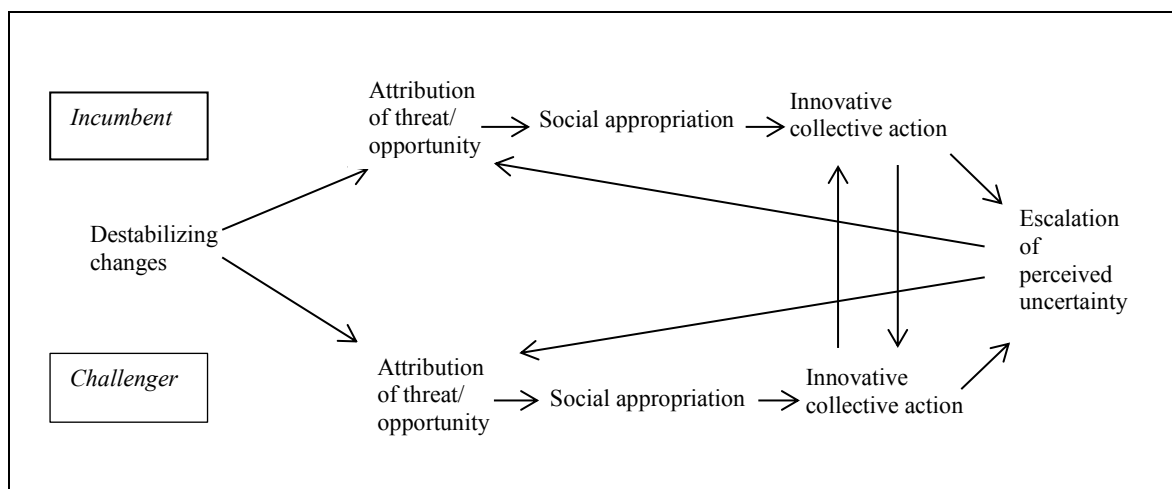 Incumbent
Attribution
of threat/
opportunity
Social appropriation
Innovative
collective action
Destabilizing
changes
Escalation
of
perceived
uncertainty
Challenger
Attribution
of threat/
opportunity
Social appropriation
Innovative
collective action